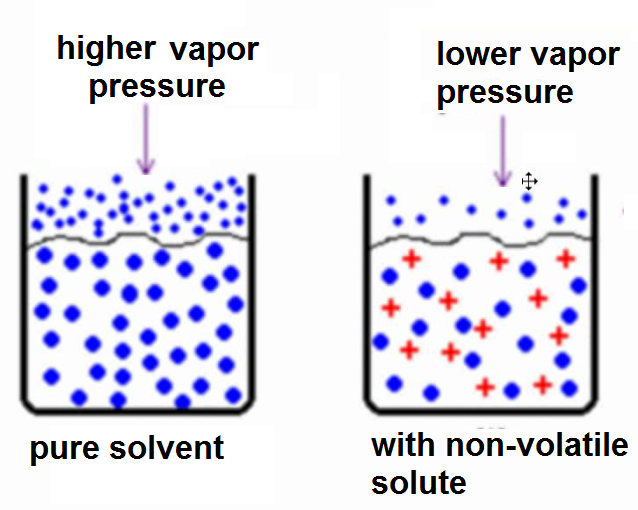 higher vapor
pressure
lower vapor
pressure
pure solvent
with non-volatile
solute